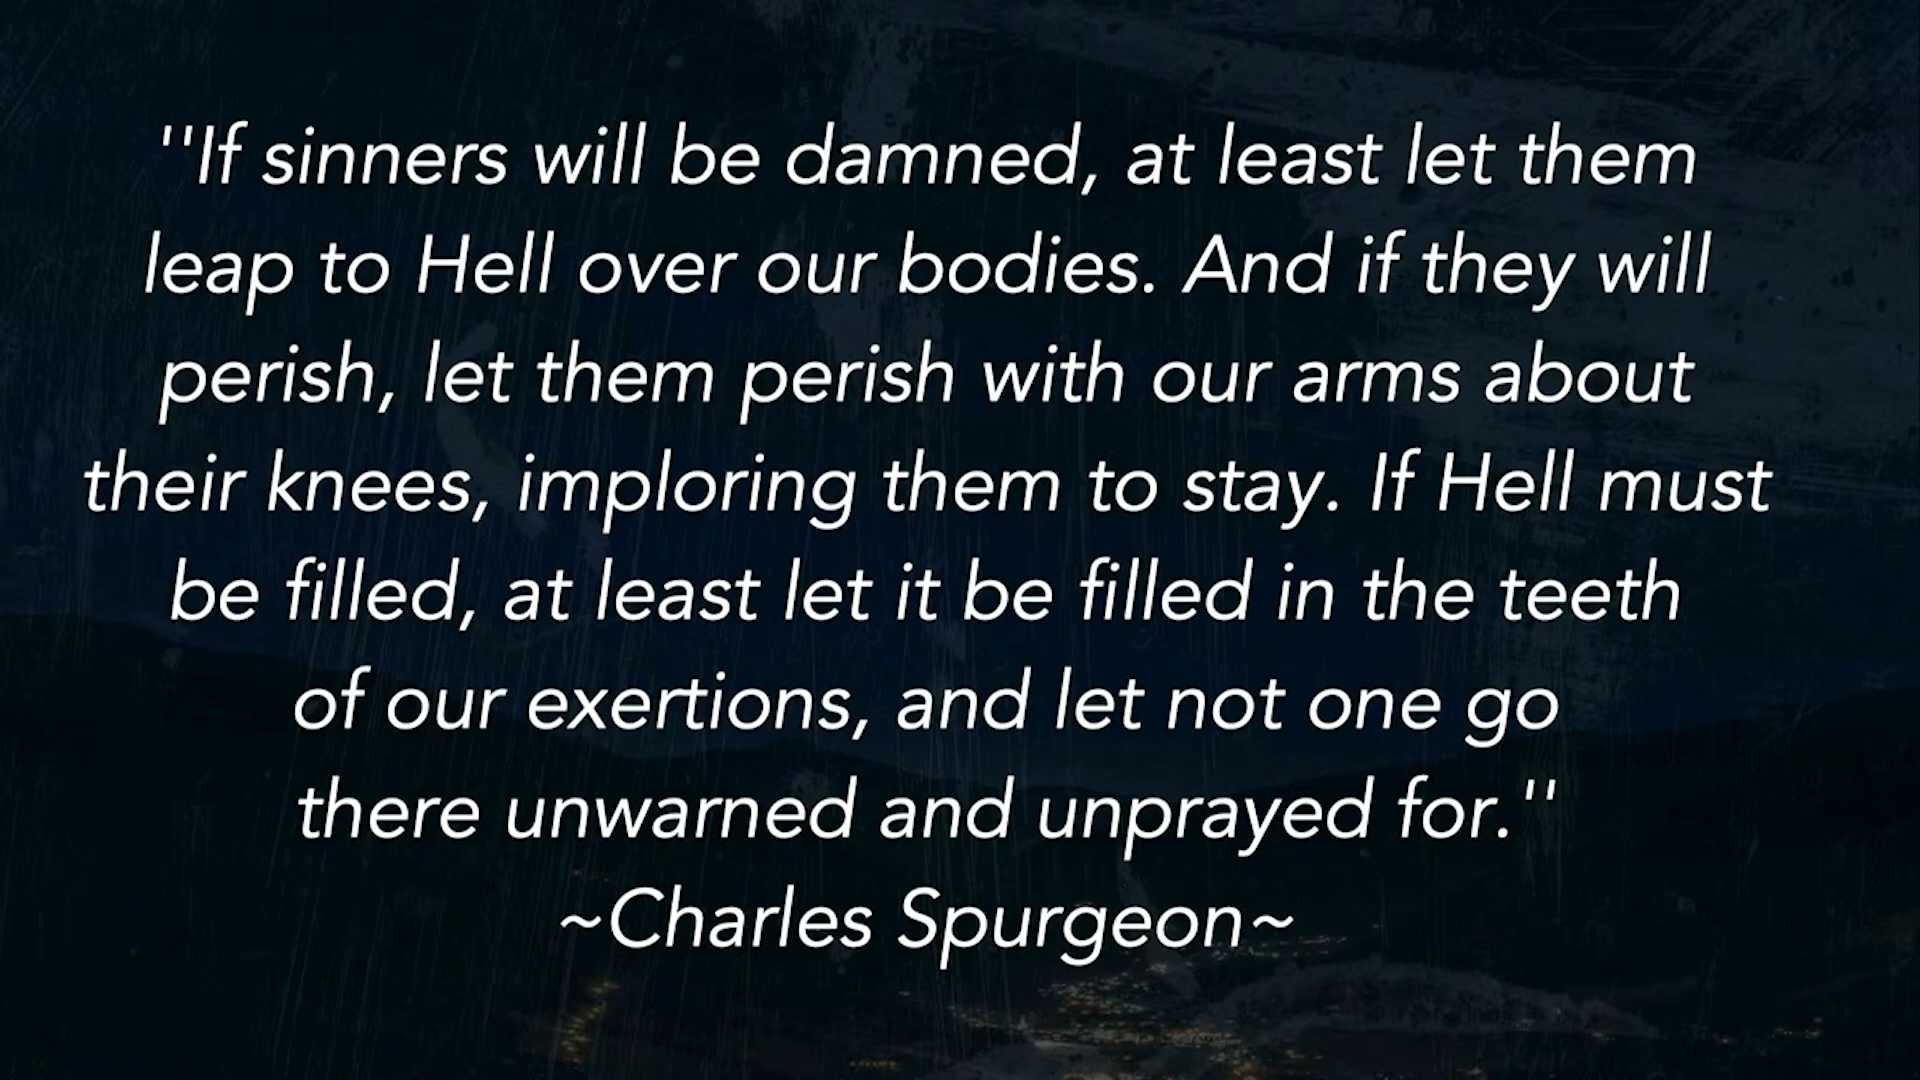 "If sinners will be damned, at least let them
leap to Hell over our bodies. And if they will
perish, let them perish with our arms about
their knees, imploring them to stay. If Hell must
be filled, at least let it be filled in the teeth
of our exertions, and let not one go
there unwarned and unprayed for."
~Charles Spurgeon~